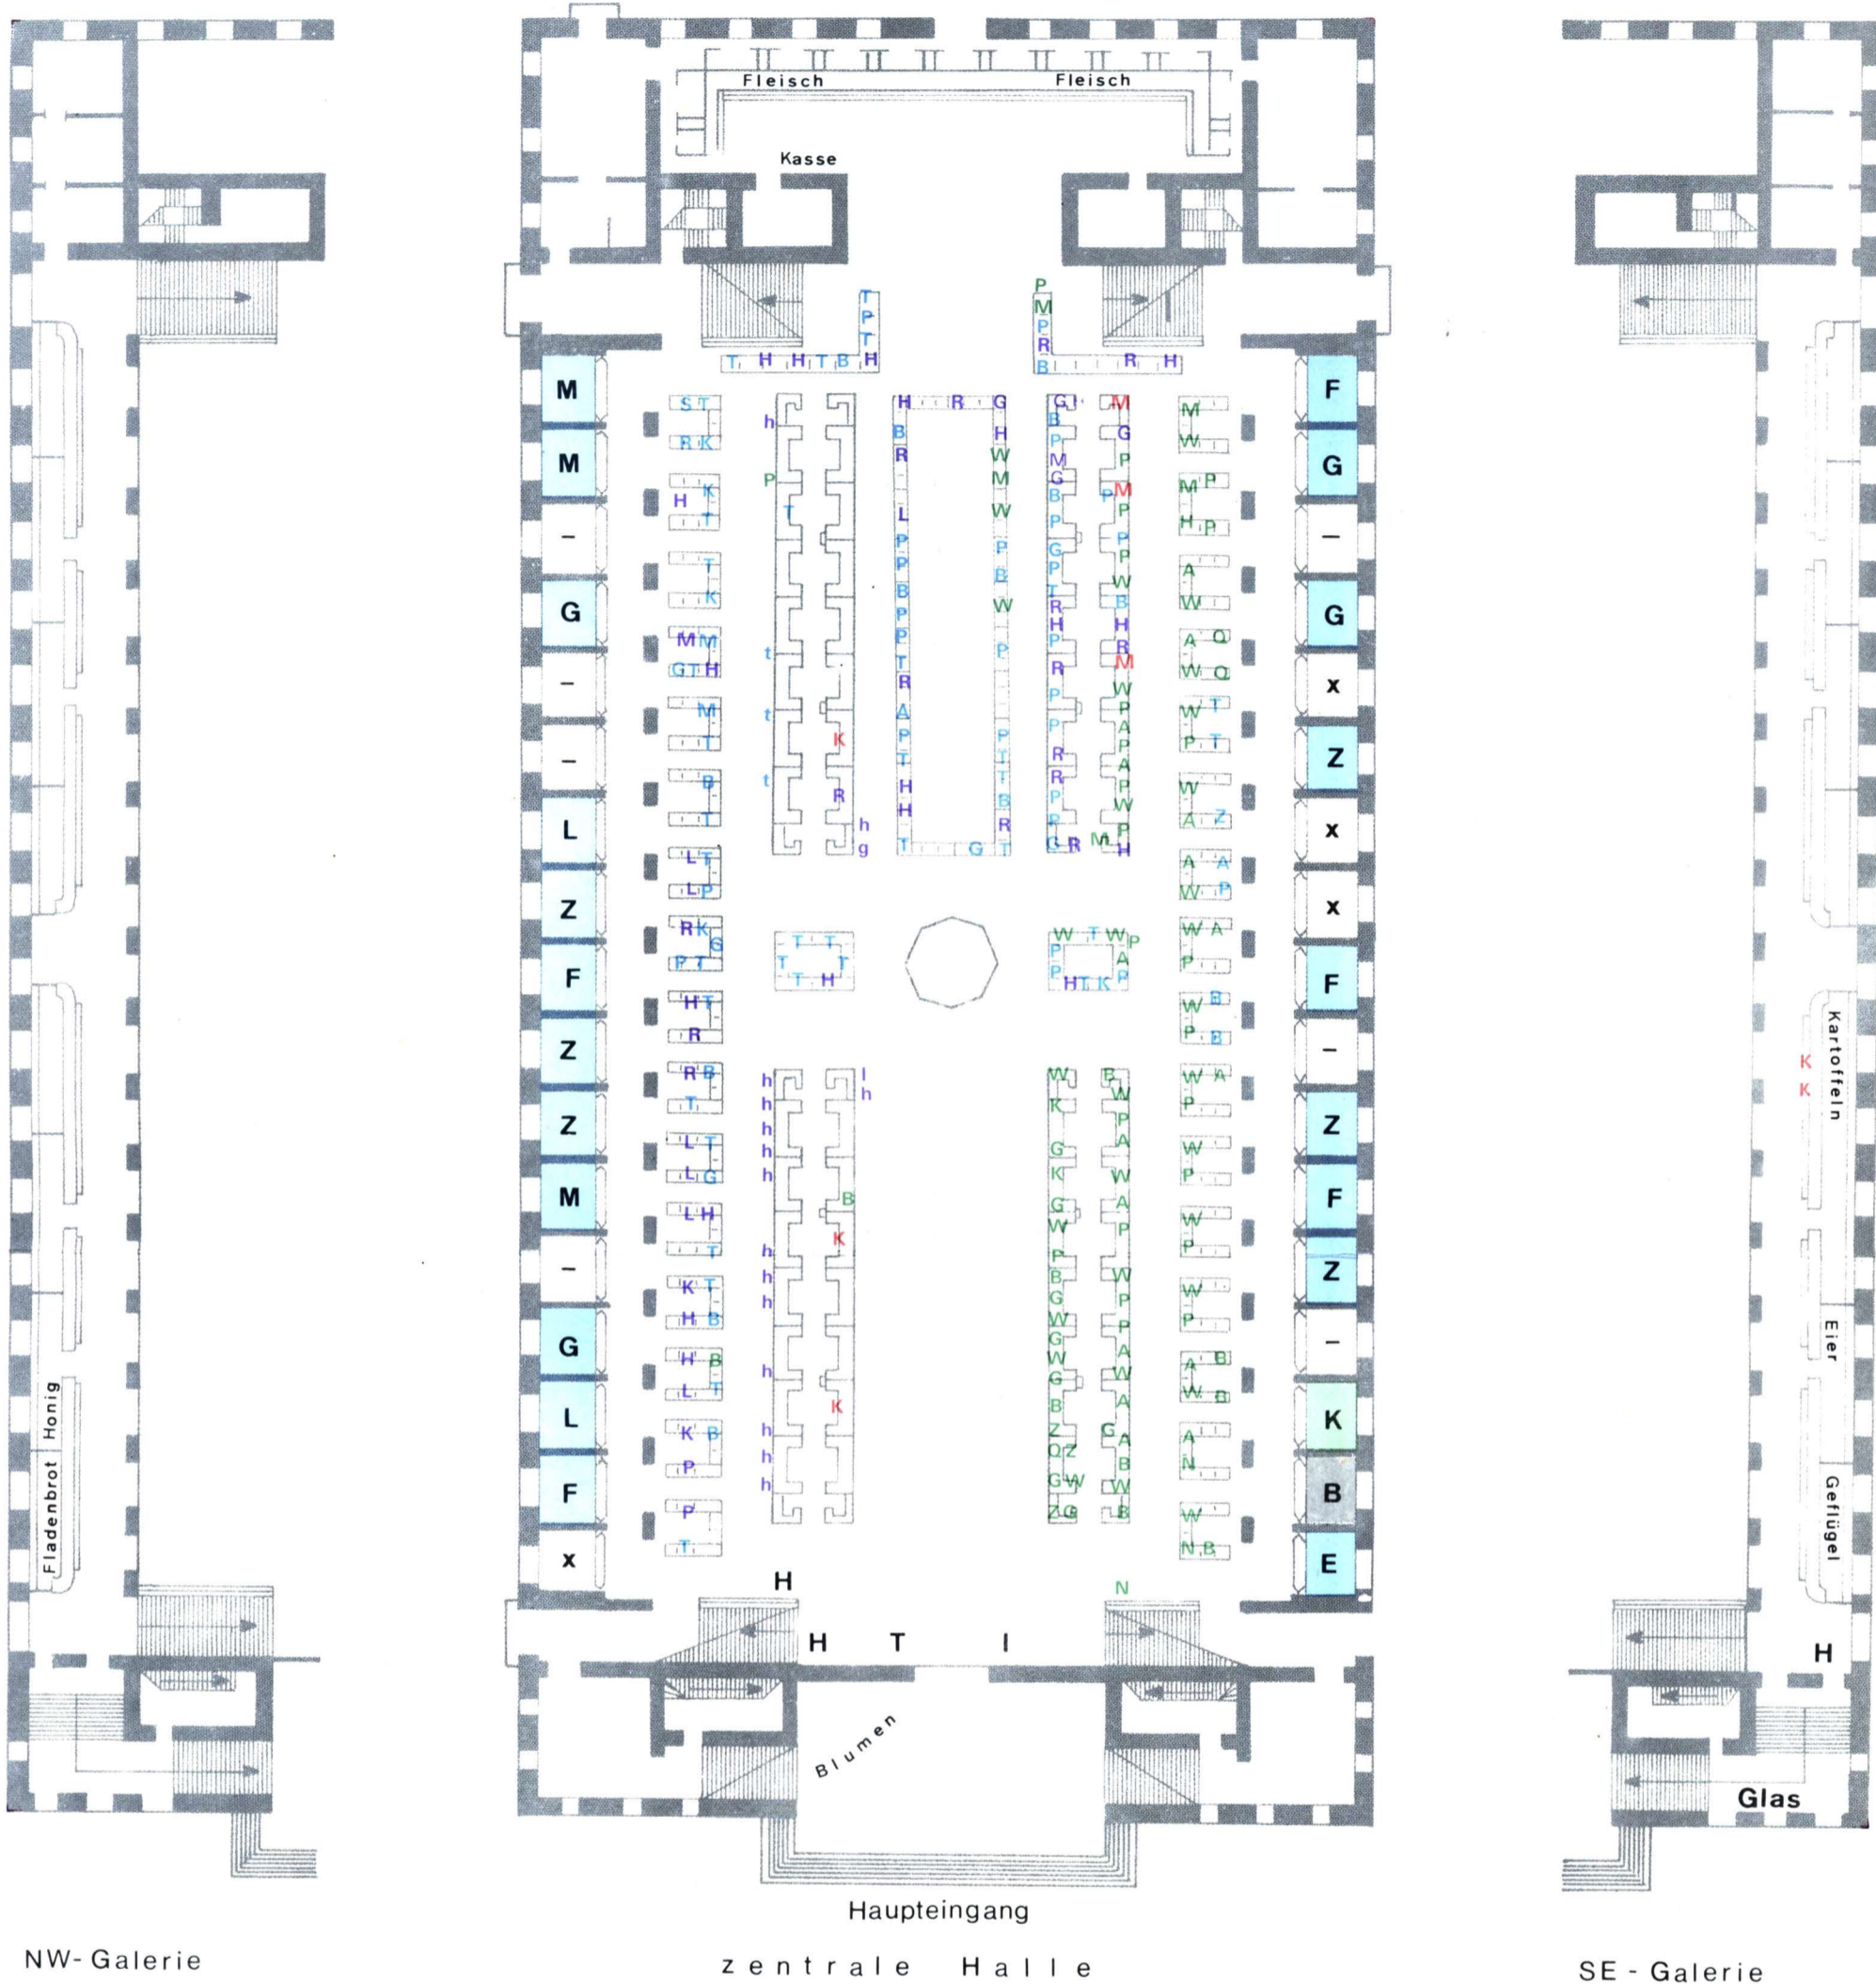 Fleisch Fleisch
Kasse
T
P
T
T H H T B H
P
M
P
R
B R H
M
M
–
G
–
–
L
Z
F
Z
Z
M
–
G
L
F
x
S T
R K
K
H
T
T
K
M M
G T H
M
T
B
T
L T
L P
R K
G
P T
H T
R
R B
T
L T
L G
L H
T
K T
H B
H B
L T
K B
P
P
T
h
P
T
t
t
K
t
R
h
g
H R G
B
R
L
P
P
B
P
P
T
R
A
P
T
H
H
T G T
H
W
M
W
P
B
W
P
P
T
T
B
R
G
B
P
M
G
B
P
G
P
T
R
H
P
R
P
P
R
R
P
P
G R M H
M
G
P
P M
P
P
P
W
B
H
R
M
W
P
A
P
A
P
W
P
M
W
M P
H P
A
W
A Q
W Q
W T
P T
W
A Z
A A
W P
W A
P
W B
P B
W A
P
W
P
W
P
W
P
A B
W B
A
N
W
N B
F
G
–
G
x
Z
x
x
F
–
Z
F
Z
–
K
B
E
T T
T T
T H
W T W P
P A
P P
H T K
h
h
h
h
h
l
h
B
K
h
h
h
h
K
h
h
h
W
K
G
K
G
W
P
B
G
W
G
W
G
B
Z
Q Z
G W
Z G
B
W
P
A
W
A
P
W
P
P
A
W
A
G
A
B
W
B
H
N
H T I
Blumen
Haupteingang
zentrale Halle
Fladenbrot Honig
NW-Galerie
K
K
Kartoffeln
Eier
Geflügel
H
Glas
SE - Galerie